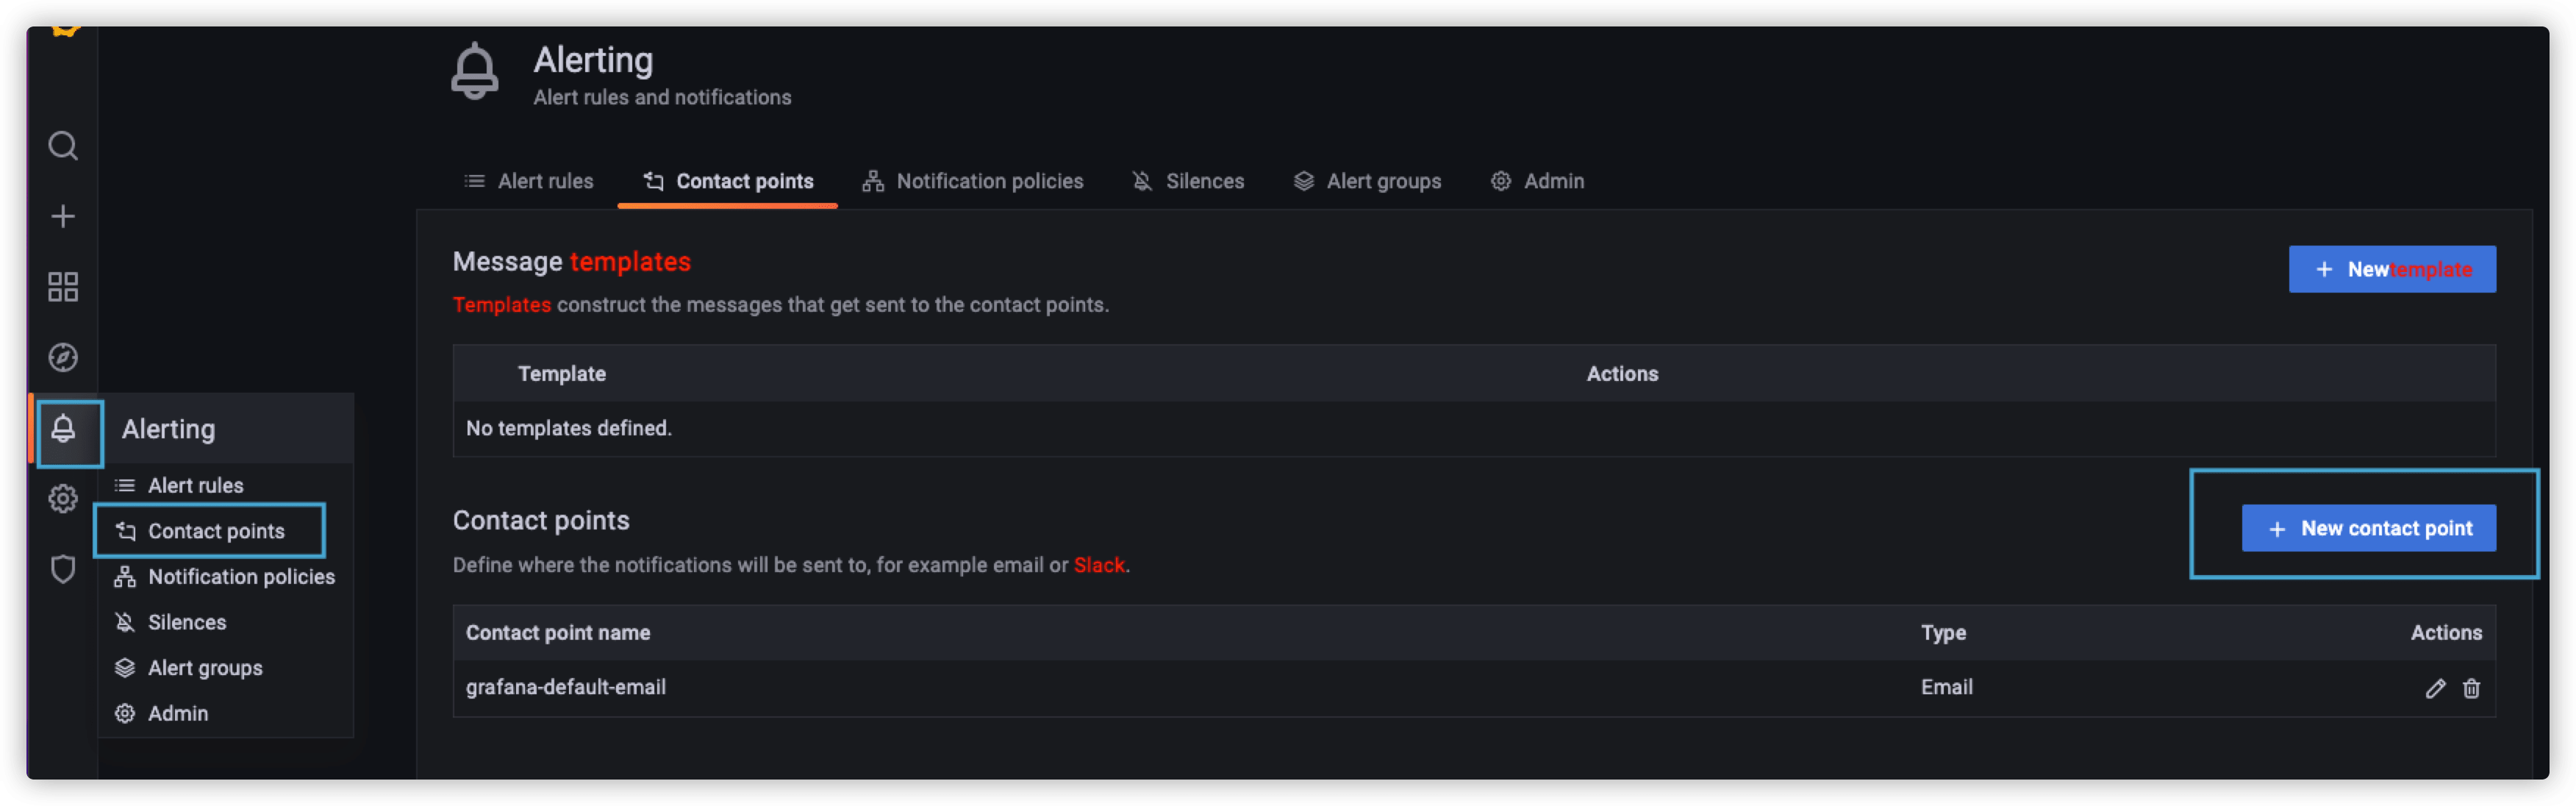 Alerting
Alert rules and notifications
Alert rules
Contact points
Notification policies
Silences
Alert groups
Admin
Message templates
+ New template
Templates construct the messages that get sent to the contact points.
Template Actions
No templates defined.
Alerting
Alert rules
Contact points
Notification policies
Silences
Alert groups
Admin
Contact points
+ New contact point
Define where the notifications will be sent to, for example email or Slack.
Contact point name Type Actions
grafana-default-email Email